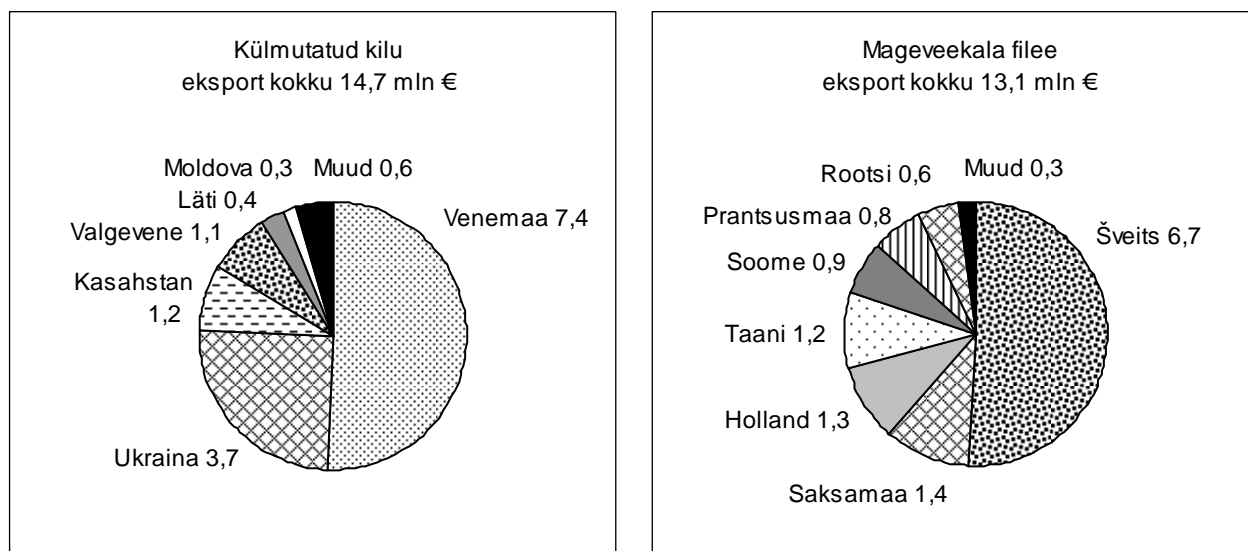 Külmutatud kilu
eksport kokku 14,7 mln €
Moldova 0,3
Muud 0,6
Läti 0,4
Venemaa 7,4
Valgevene 1,1
Kasahstan
1,2
Ukraina 3,7
Mageveekala filee
eksport kokku 13,1 mln €
Rootsi 0,6
Muud 0,3
Prantsusmaa 0,8
Šveits 6,7
Soome 0,9
Taani 1,2
Holland 1,3
Saksamaa 1,4